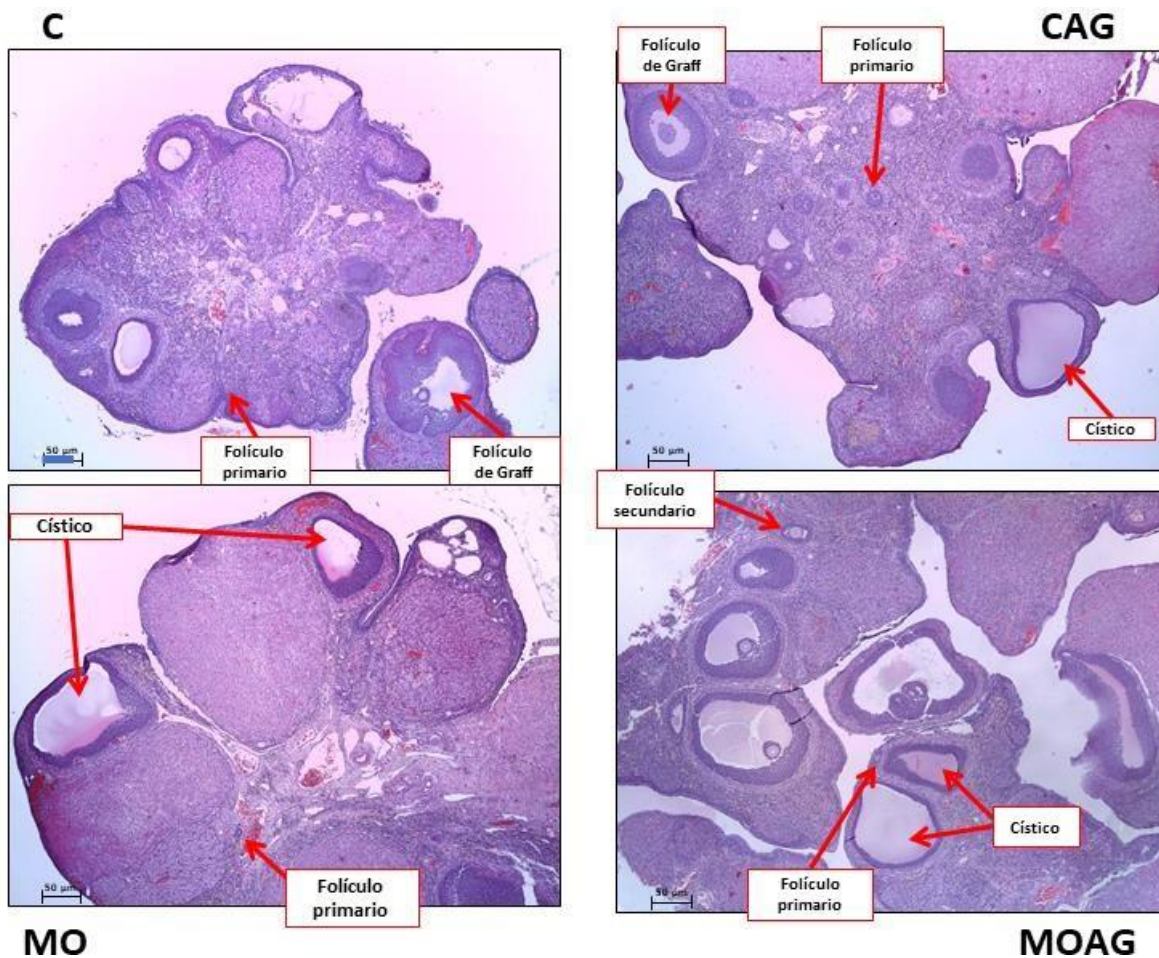 C
CAG
Folículo
de Graff
Folículo
primario
Cístico
50 μm
Folículo
primario
Folículo
de Graff
50 μm
Cístico
Folículo
secundario
50 μm
Folículo
primario
Folículo
primario
Cístico
50 μm
MO
MOAG